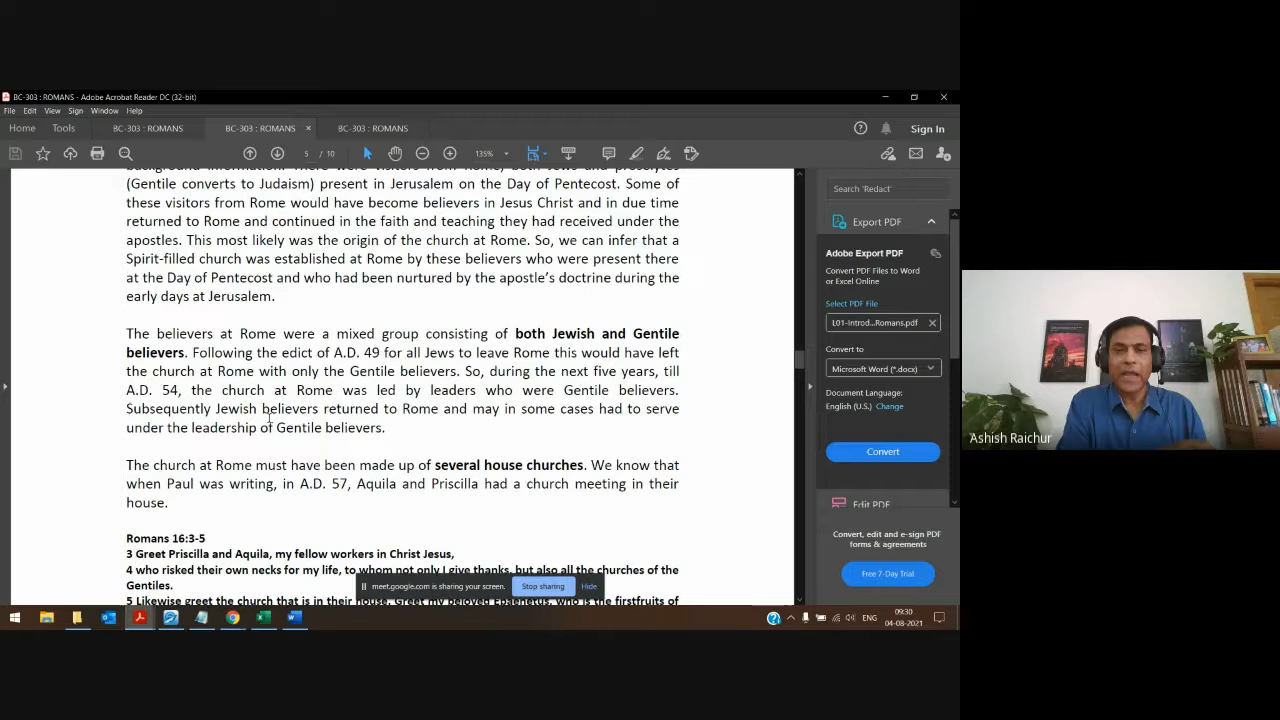 BC-303 : ROMANS - Adobe Acrobat Reader DC (32-bit)
File Edit View Sign Window Help
Home Tools BC-303 : ROMANS BC-303 : ROMANS × BC-303 : ROMANS Sign In
5 / 10 135%
(Gentile converts to Judaism) present in Jerusalem on the Day of Pentecost. Some of
these visitors from Rome would have become believers in Jesus Christ and in due time
returned to Rome and continued in the faith and teaching they had received under the
apostles. This most likely was the origin of the church at Rome. So, we can infer that a
Spirit-filled church was established at Rome by these believers who were present there
at the Day of Pentecost and who had been nurtured by the apostle's doctrine during the
early days at Jerusalem.
The believers at Rome were a mixed group consisting of both Jewish and Gentile
believers. Following the edict of A.D. 49 for all Jews to leave Rome this would have left
the church at Rome with only the Gentile believers. So, during the next five years, till
A.D. 54, the church at Rome was led by leaders who were Gentile believers.
Subsequently Jewish believers returned to Rome and may in some cases had to serve
under the leadership of Gentile believers.
The church at Rome must have been made up of several house churches. We know that
when Paul was writing, in A.D. 57, Aquila and Priscilla had a church meeting in their
house.
Romans 16:3-5
3 Greet Priscilla and Aquila, my fellow workers in Christ Jesus,
4 who risked their own necks for my life, to whom not only I give thanks, but also all the churches of the
Gentiles.
5 Likewise greet the church that is in their house. Greet my beloved Epaenetus, who is the firstfruits of
meet.google.com is sharing your screen. Stop sharing Hide
Search 'Redact'
Export PDF
Adobe Export PDF
Convert PDF Files to Word
or Excel Online
Select PDF File
L01-Introd...Romans.pdf ×
Convert to
Microsoft Word (*.docx)
Document Language:
English (U.S.) Change
Convert
Edit PDF
Convert, edit and e-sign PDF
forms & agreements
Free 7-Day Trial
ENG
09:30
04-08-2021
Ashish Raichur